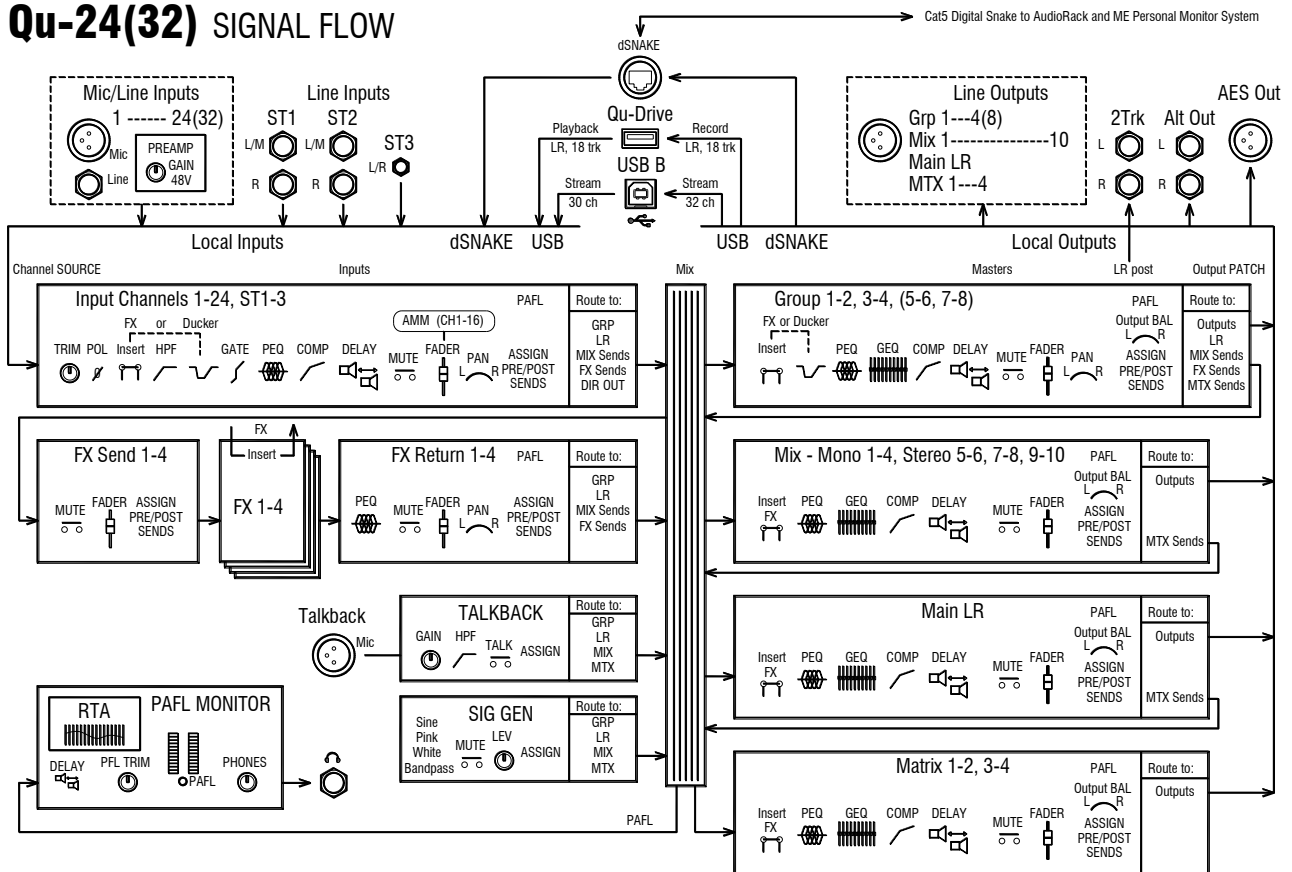 Qu-24(32) SIGNAL FLOW
Cat5 Digital Snake to AudioRack and ME Personal Monitor System
dSNAKE
Mic/Line Inputs
1 ------ 24(32)
Mic
Line
PREAMP
GAIN
48V
Line Inputs
ST1
ST2
ST3
L/M
L/M
L/R
R
R
Qu-Drive
Playback
LR, 18 trk
Record
LR, 18 trk
USB B
Stream
30 ch
Stream
32 ch
Line Outputs
Grp 1---4(8)
Mix 1--------------10
Main LR
MTX 1---4
2Trk
L
R
Alt Out
L
R
AES Out
Local Inputs
dSNAKE
USB
USB
dSNAKE
Local Outputs
Channel SOURCE
Inputs
Mix
Masters
LR post
Output PATCH
Input Channels 1-24, ST1-3
PAFL
Route to:
FX or Ducker
AMM (CH1-16)
TRIM POL Insert HPF GATE PEQ COMP DELAY MUTE FADER PAN
L R
ASSIGN
PRE/POST
SENDS
GRP
LR
MIX Sends
FX Sends
DIR OUT
Group 1-2, 3-4, (5-6, 7-8)
PAFL
Route to:
FX or Ducker
Output BAL
L R
Insert PEQ GEQ COMP DELAY MUTE FADER PAN
L R
ASSIGN
PRE/POST
SENDS
Outputs
LR
MIX Sends
FX Sends
MTX Sends
FX Send 1-4
MUTE FADER
ASSIGN
PRE/POST
SENDS
FX
Insert
FX 1-4
FX Return 1-4
PAFL
Route to:
PEQ MUTE FADER PAN
L R
ASSIGN
PRE/POST
SENDS
GRP
LR
MIX Sends
FX Sends
Mix - Mono 1-4, Stereo 5-6, 7-8, 9-10
PAFL
Route to:
Output BAL
L R
Insert
FX
PEQ GEQ COMP DELAY MUTE FADER
ASSIGN
PRE/POST
SENDS
Outputs
MTX Sends
Talkback
Mic
TALKBACK
Route to:
GAIN HPF TALK ASSIGN
GRP
LR
MIX
MTX
Main LR
PAFL
Route to:
Output BAL
L R
Insert
FX
PEQ GEQ COMP DELAY MUTE FADER
ASSIGN
PRE/POST
SENDS
Outputs
MTX Sends
RTA
PAFL MONITOR
DELAY
PFL TRIM
PAFL
PHONES
SIG GEN
Route to:
Sine
Pink
White
Bandpass
MUTE LEV ASSIGN
GRP
LR
MIX
MTX
PAFL
Matrix 1-2, 3-4
PAFL
Route to:
Output BAL
L R
Insert
FX
PEQ GEQ COMP DELAY MUTE FADER
ASSIGN
PRE/POST
SENDS
Outputs